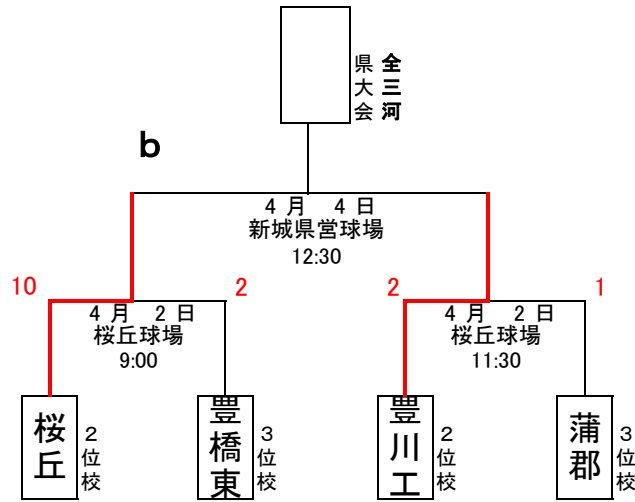 全三河
県大会
b
4月 4日
新城県営球場
12:30
10
2
2
1
4月 2日
桜丘球場
9:00
4月 2日
桜丘球場
11:30
桜丘
2位校
豊橋東
3位校
豊川工
2位校
蒲郡
3位校